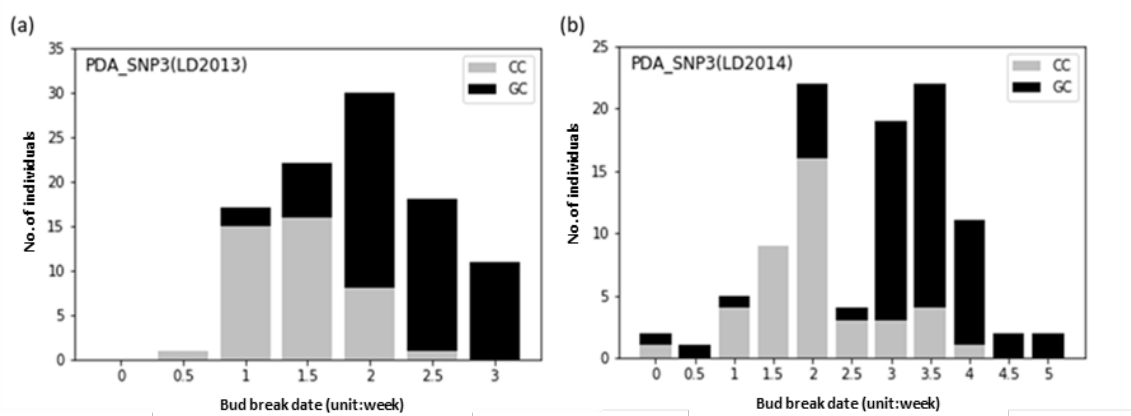 (a)
PDA_SNP3(LD2013)
CC
GC
35
30
25
20
15
10
5
0
No. of individuals
0 0.5 1 1.5 2 2.5 3
Bud break date (unit:week)
(b)
PDA_SNP3(LD2014)
CC
GC
25
20
15
10
5
0
No. of individuals
0 0.5 1 1.5 2 2.5 3 3.5 4 4.5 5
Bud break date (unit:week)